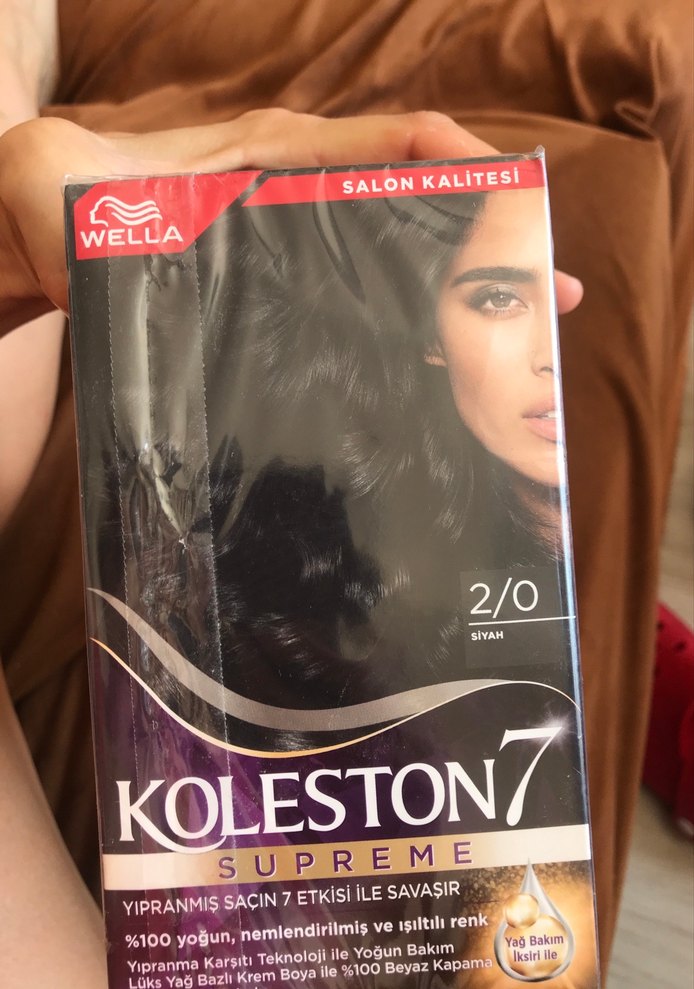 SALON KALİTESİ
WELLA
2/0
SİYAH
KOLESTON 7
SUPREME
YIPRANMIŞ SAÇIN 7 ETKİSİ İLE SAVAŞIR
%100 yoğun, nemlendirilmiş ve ışıltılı renk
Yıpranma Karşıtı Teknoloji ile Yoğun Bakım
Lüks Yağ Bazlı Krem Boya ile %100 Beyaz Kapama
Yağ Bakım
İksiri ile